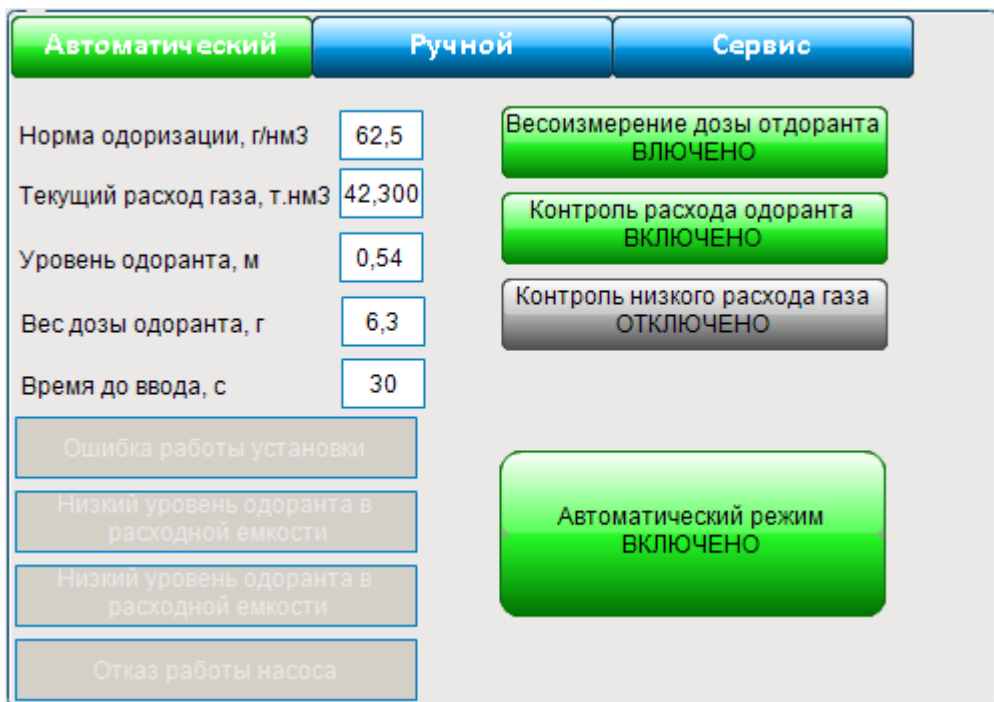 Автоматический
Ручной
Сервис
Норма одоризации, г/нм3
62,5
Текущий расход газа, т.нм3
42,300
Уровень одоранта, м
0,54
Вес дозы одоранта, г
6,3
Время до ввода, с
30
Ошибка работы установки
Низкий уровень одоранта в
расходной емкости
Низкий уровень одоранта в
расходной емкости
Отказ работы насоса
Весоизмерение дозы отдоранта
ВЛЮЧЕНО
Контроль расхода одоранта
ВКЛЮЧЕНО
Контроль низкого расхода газа
ОТКЛЮЧЕНО
Автоматический режим
ВКЛЮЧЕНО